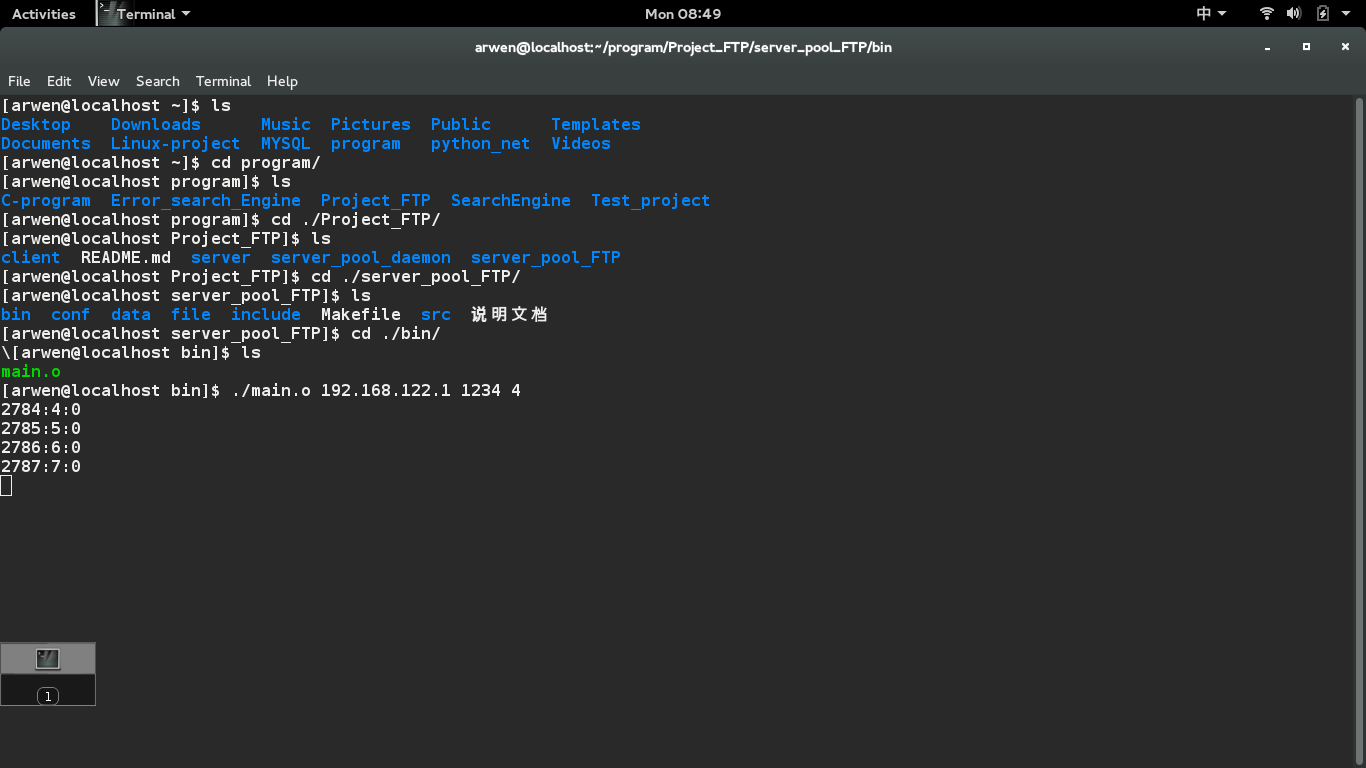 Activities Terminal Mon 08:49 中
arwen@localhost:~/program/Project_FTP/server_pool_FTP/bin
File Edit View Search Terminal Help
[arwen@localhost ~]$ ls
Desktop Downloads Music Pictures Public Templates
Documents Linux-project MYSQL program python_net Videos
[arwen@localhost ~]$ cd program/
[arwen@localhost program]$ ls
C-program Error_search_Engine Project_FTP SearchEngine Test_project
[arwen@localhost program]$ cd ./Project_FTP/
[arwen@localhost Project_FTP]$ ls
client README.md server server_pool_daemon server_pool_FTP
[arwen@localhost Project_FTP]$ cd ./server_pool_FTP/
[arwen@localhost server_pool_FTP]$ ls
bin conf data file include Makefile src 说明文档
[arwen@localhost server_pool_FTP]$ cd ./bin/
\[arwen@localhost bin]$ ls
main.o
[arwen@localhost bin]$ ./main.o 192.168.122.1 1234 4
2784:4:0
2785:5:0
2786:6:0
2787:7:0
1